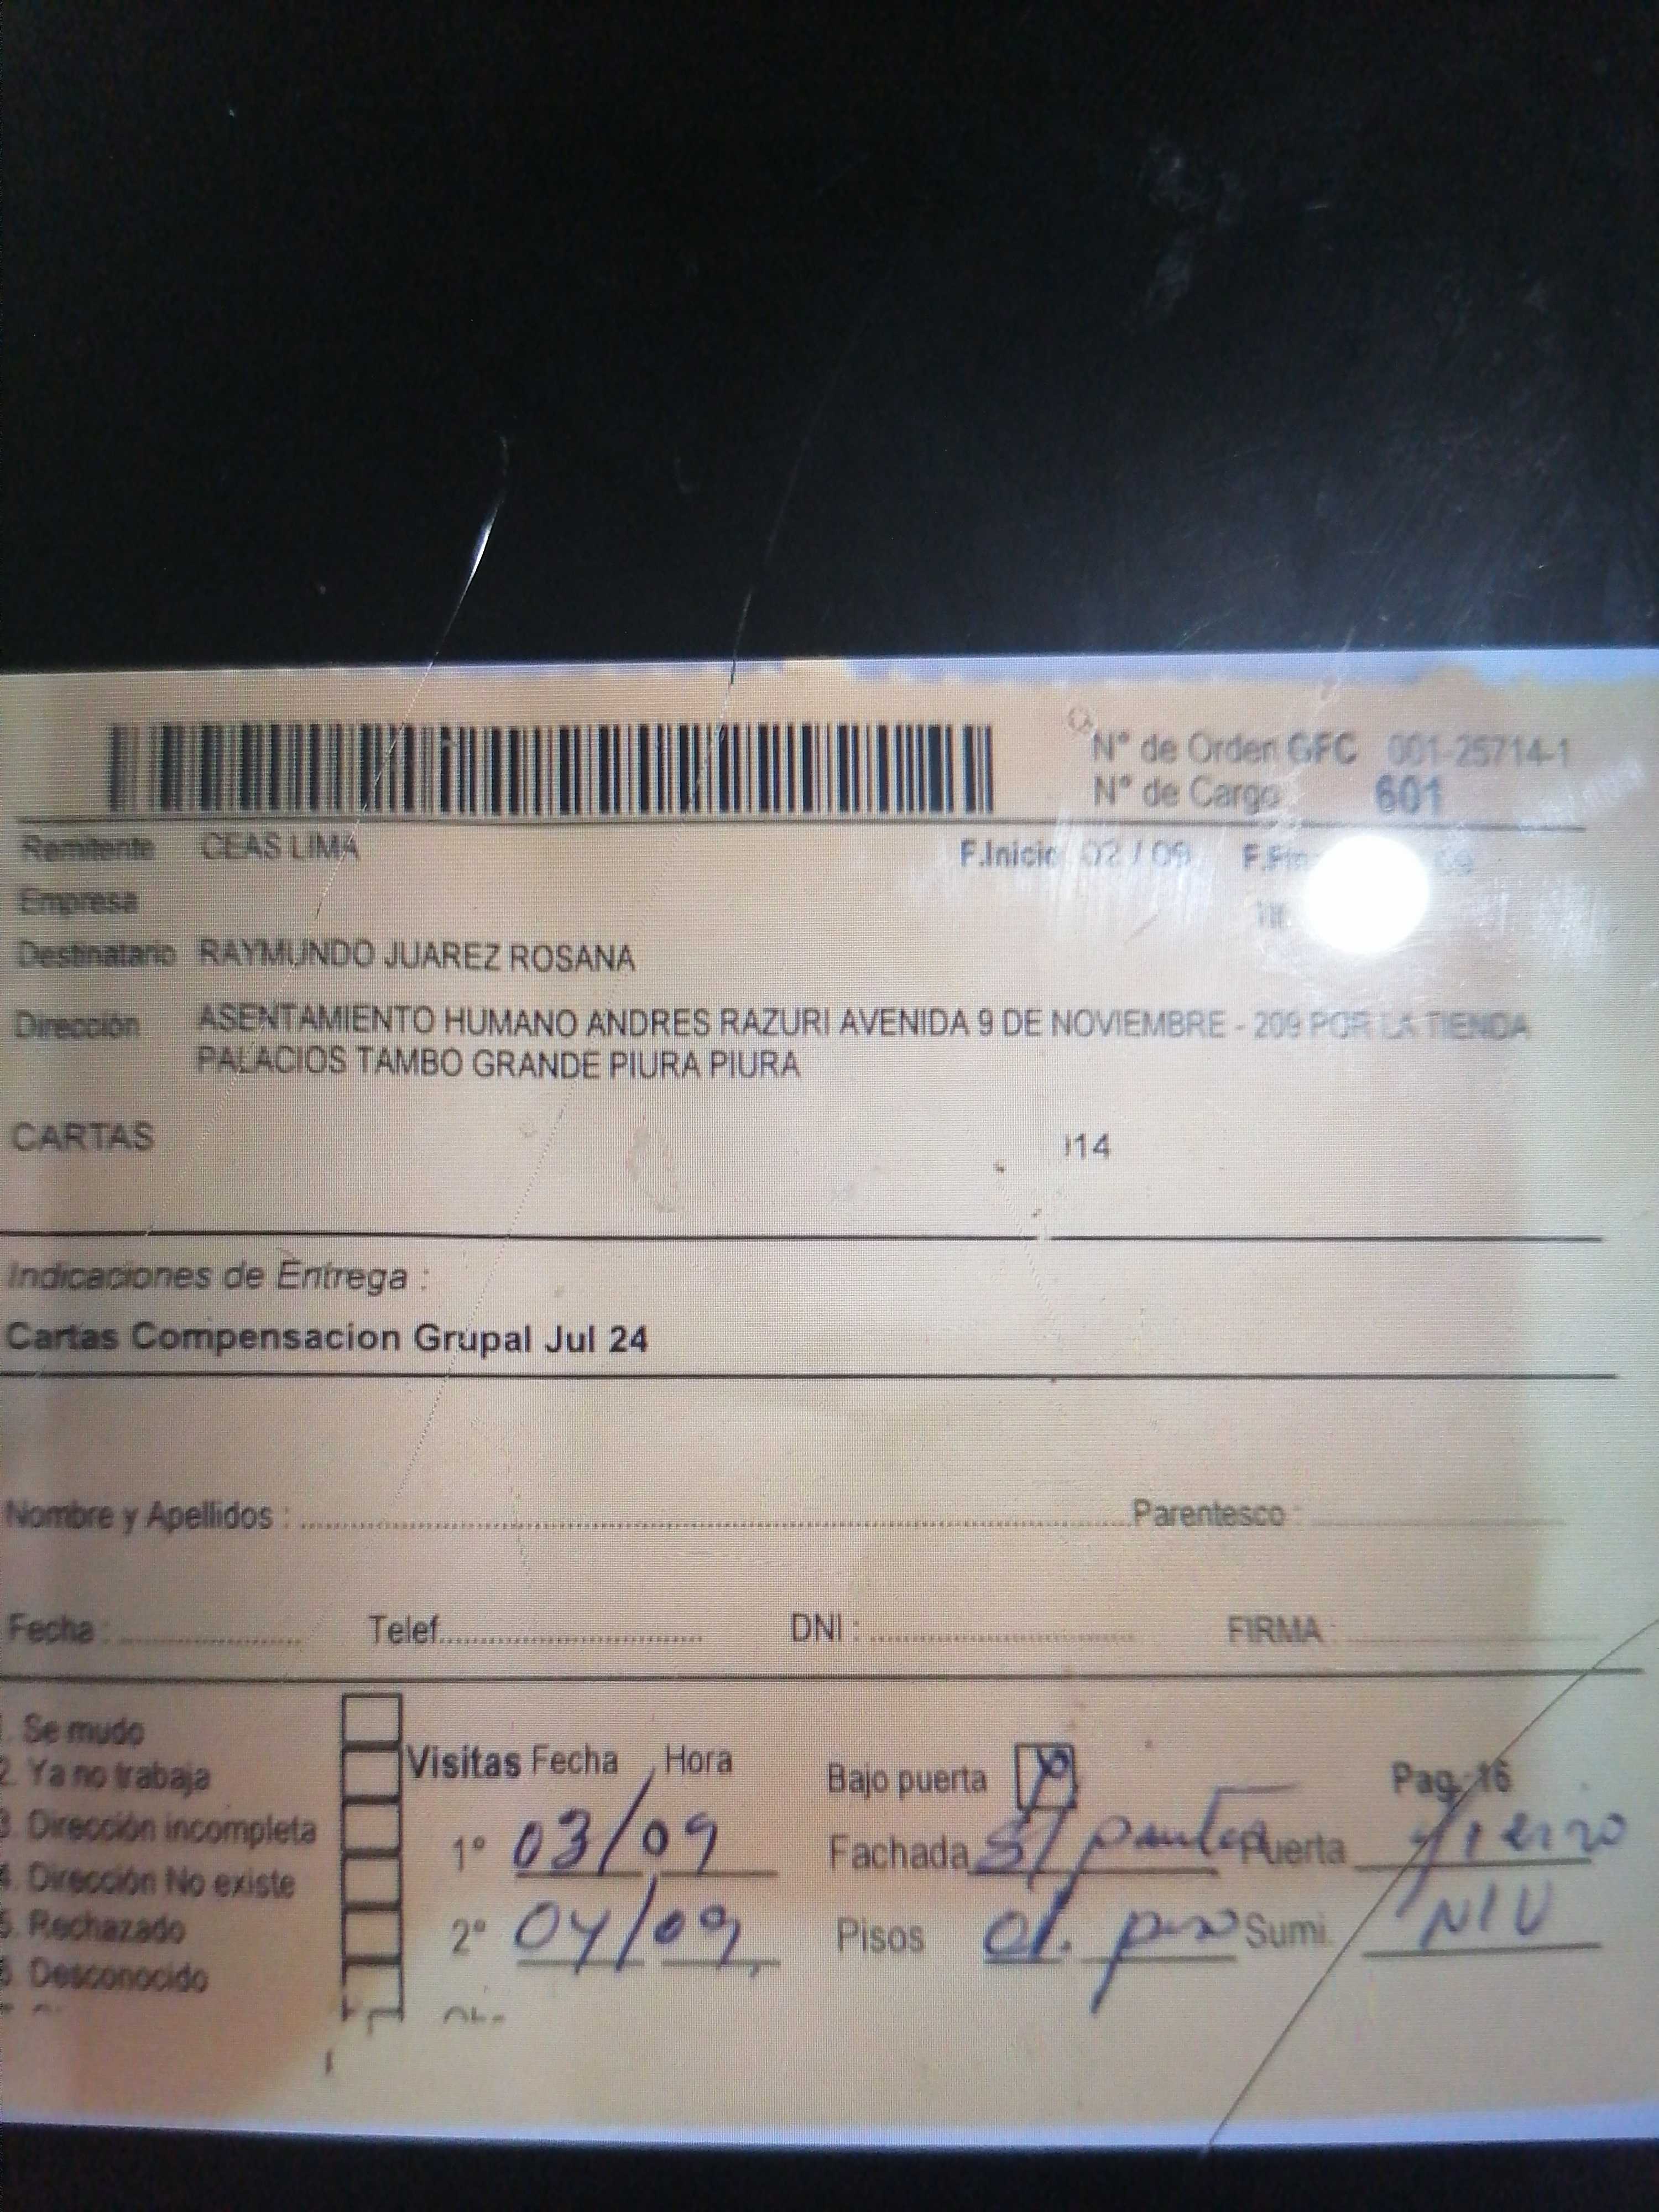 N° de Orden GFC 001-25714-1
N° de Cargo 601
Remitente CEAS LIMA F.Inicio 02 / 09
Empresa
Destinatario RAYMUNDO JUAREZ ROSANA
Dirección ASENTAMIENTO HUMANO ANDRES RAZURI AVENIDA 9 DE NOVIEMBRE - 209 POR LA TIENDA
PALACIOS TAMBO GRANDE PIURA PIURA
CARTAS 14
Indicaciones de Entrega :
Cartas Compensacion Grupal Jul 24
Nombre y Apellidos : Parentesco :
Fecha : Telef. DNI : FIRMA :
1. Se mudo
2. Ya no trabaja
3. Dirección incompleta
4. Dirección No existe
5. Rechazado
6. Desconocido
Visitas Fecha Hora
1° 03/09
2° 04/09
Bajo puerta Pag. 16
Fachada S/ Puerta
Pisos 01. piso Sumi.